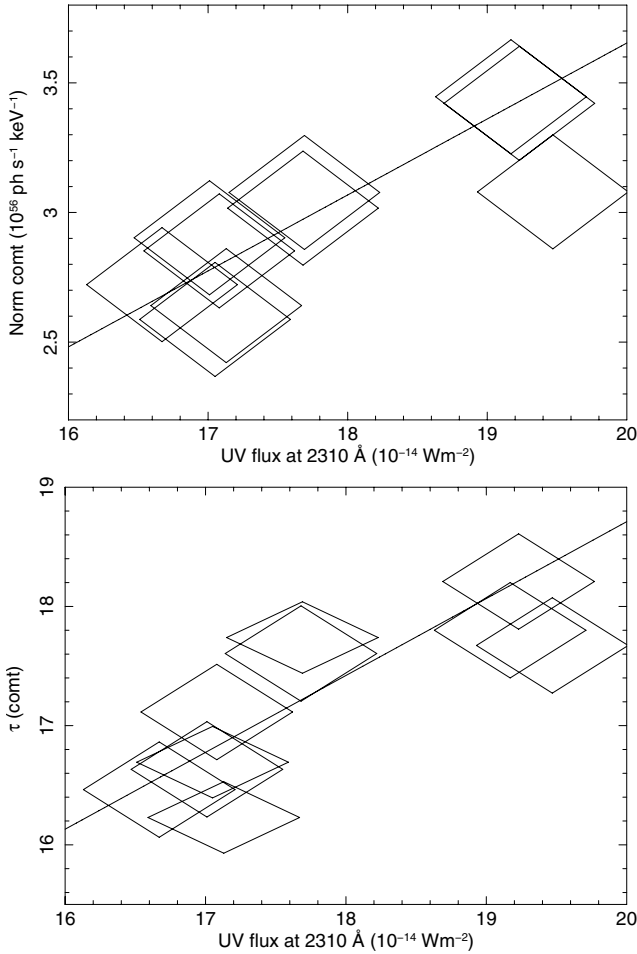 3.5
3
2.5
Norm comt (10⁵⁶ ph s⁻¹ keV⁻¹)
16 17 18 19 20
UV flux at 2310 Å (10⁻¹⁴ Wm⁻²)
19
18
17
16
τ (comt)
16 17 18 19 20
UV flux at 2310 Å (10⁻¹⁴ Wm⁻²)